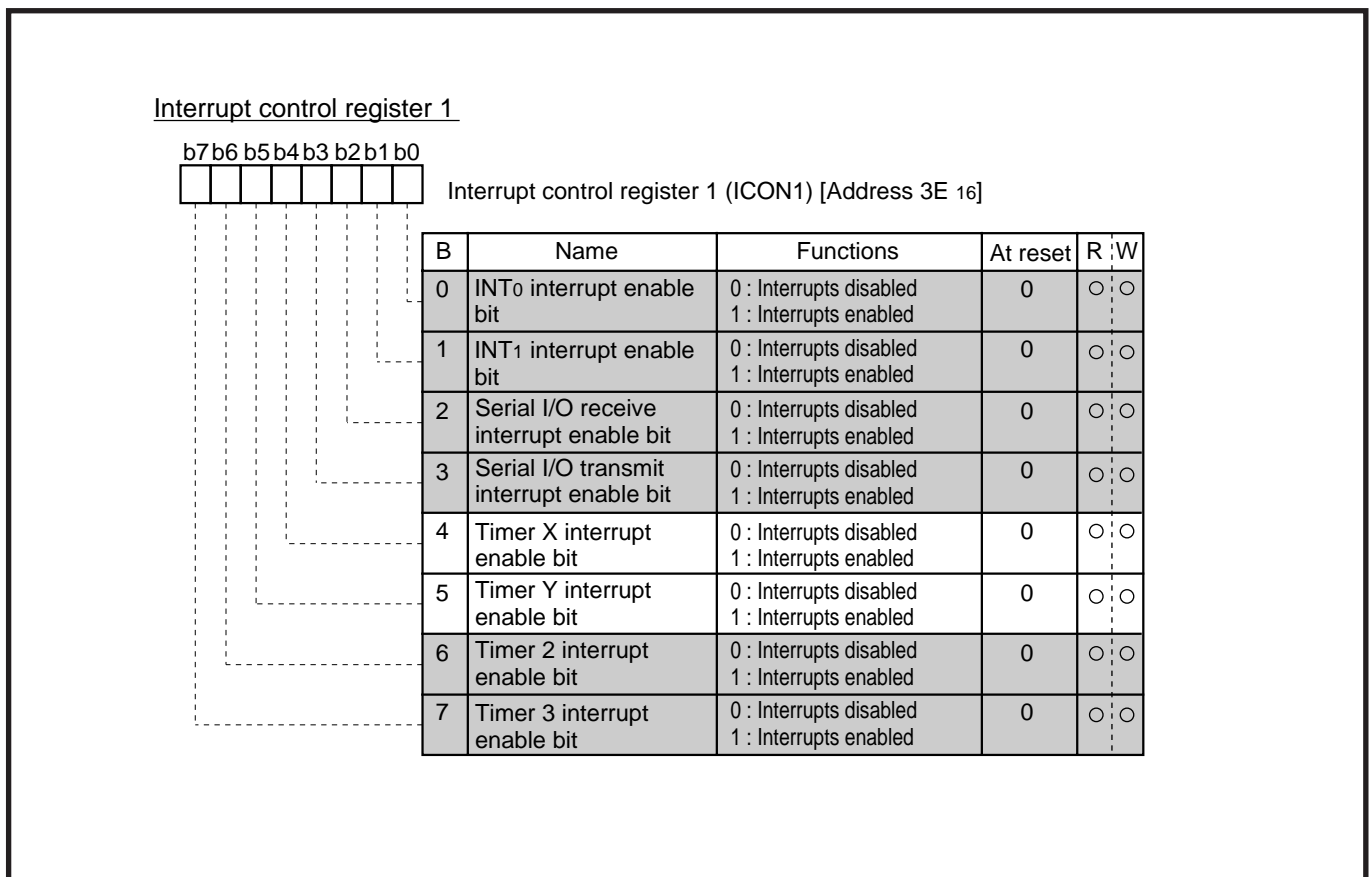 Interrupt control register 1
b7 b6 b5 b4 b3 b2 b1 b0
Interrupt control register 1 (ICON1) [Address 3E 16]
B Name Functions At reset R W
0 INT0 interrupt enable 0 : Interrupts disabled 0 ○ ○
bit 1 : Interrupts enabled
1 INT1 interrupt enable 0 : Interrupts disabled 0 ○ ○
bit 1 : Interrupts enabled
2 Serial I/O receive 0 : Interrupts disabled 0 ○ ○
interrupt enable bit 1 : Interrupts enabled
3 Serial I/O transmit 0 : Interrupts disabled 0 ○ ○
interrupt enable bit 1 : Interrupts enabled
4 Timer X interrupt 0 : Interrupts disabled 0 ○ ○
enable bit 1 : Interrupts enabled
5 Timer Y interrupt 0 : Interrupts disabled 0 ○ ○
enable bit 1 : Interrupts enabled
6 Timer 2 interrupt 0 : Interrupts disabled 0 ○ ○
enable bit 1 : Interrupts enabled
7 Timer 3 interrupt 0 : Interrupts disabled 0 ○ ○
enable bit 1 : Interrupts enabled